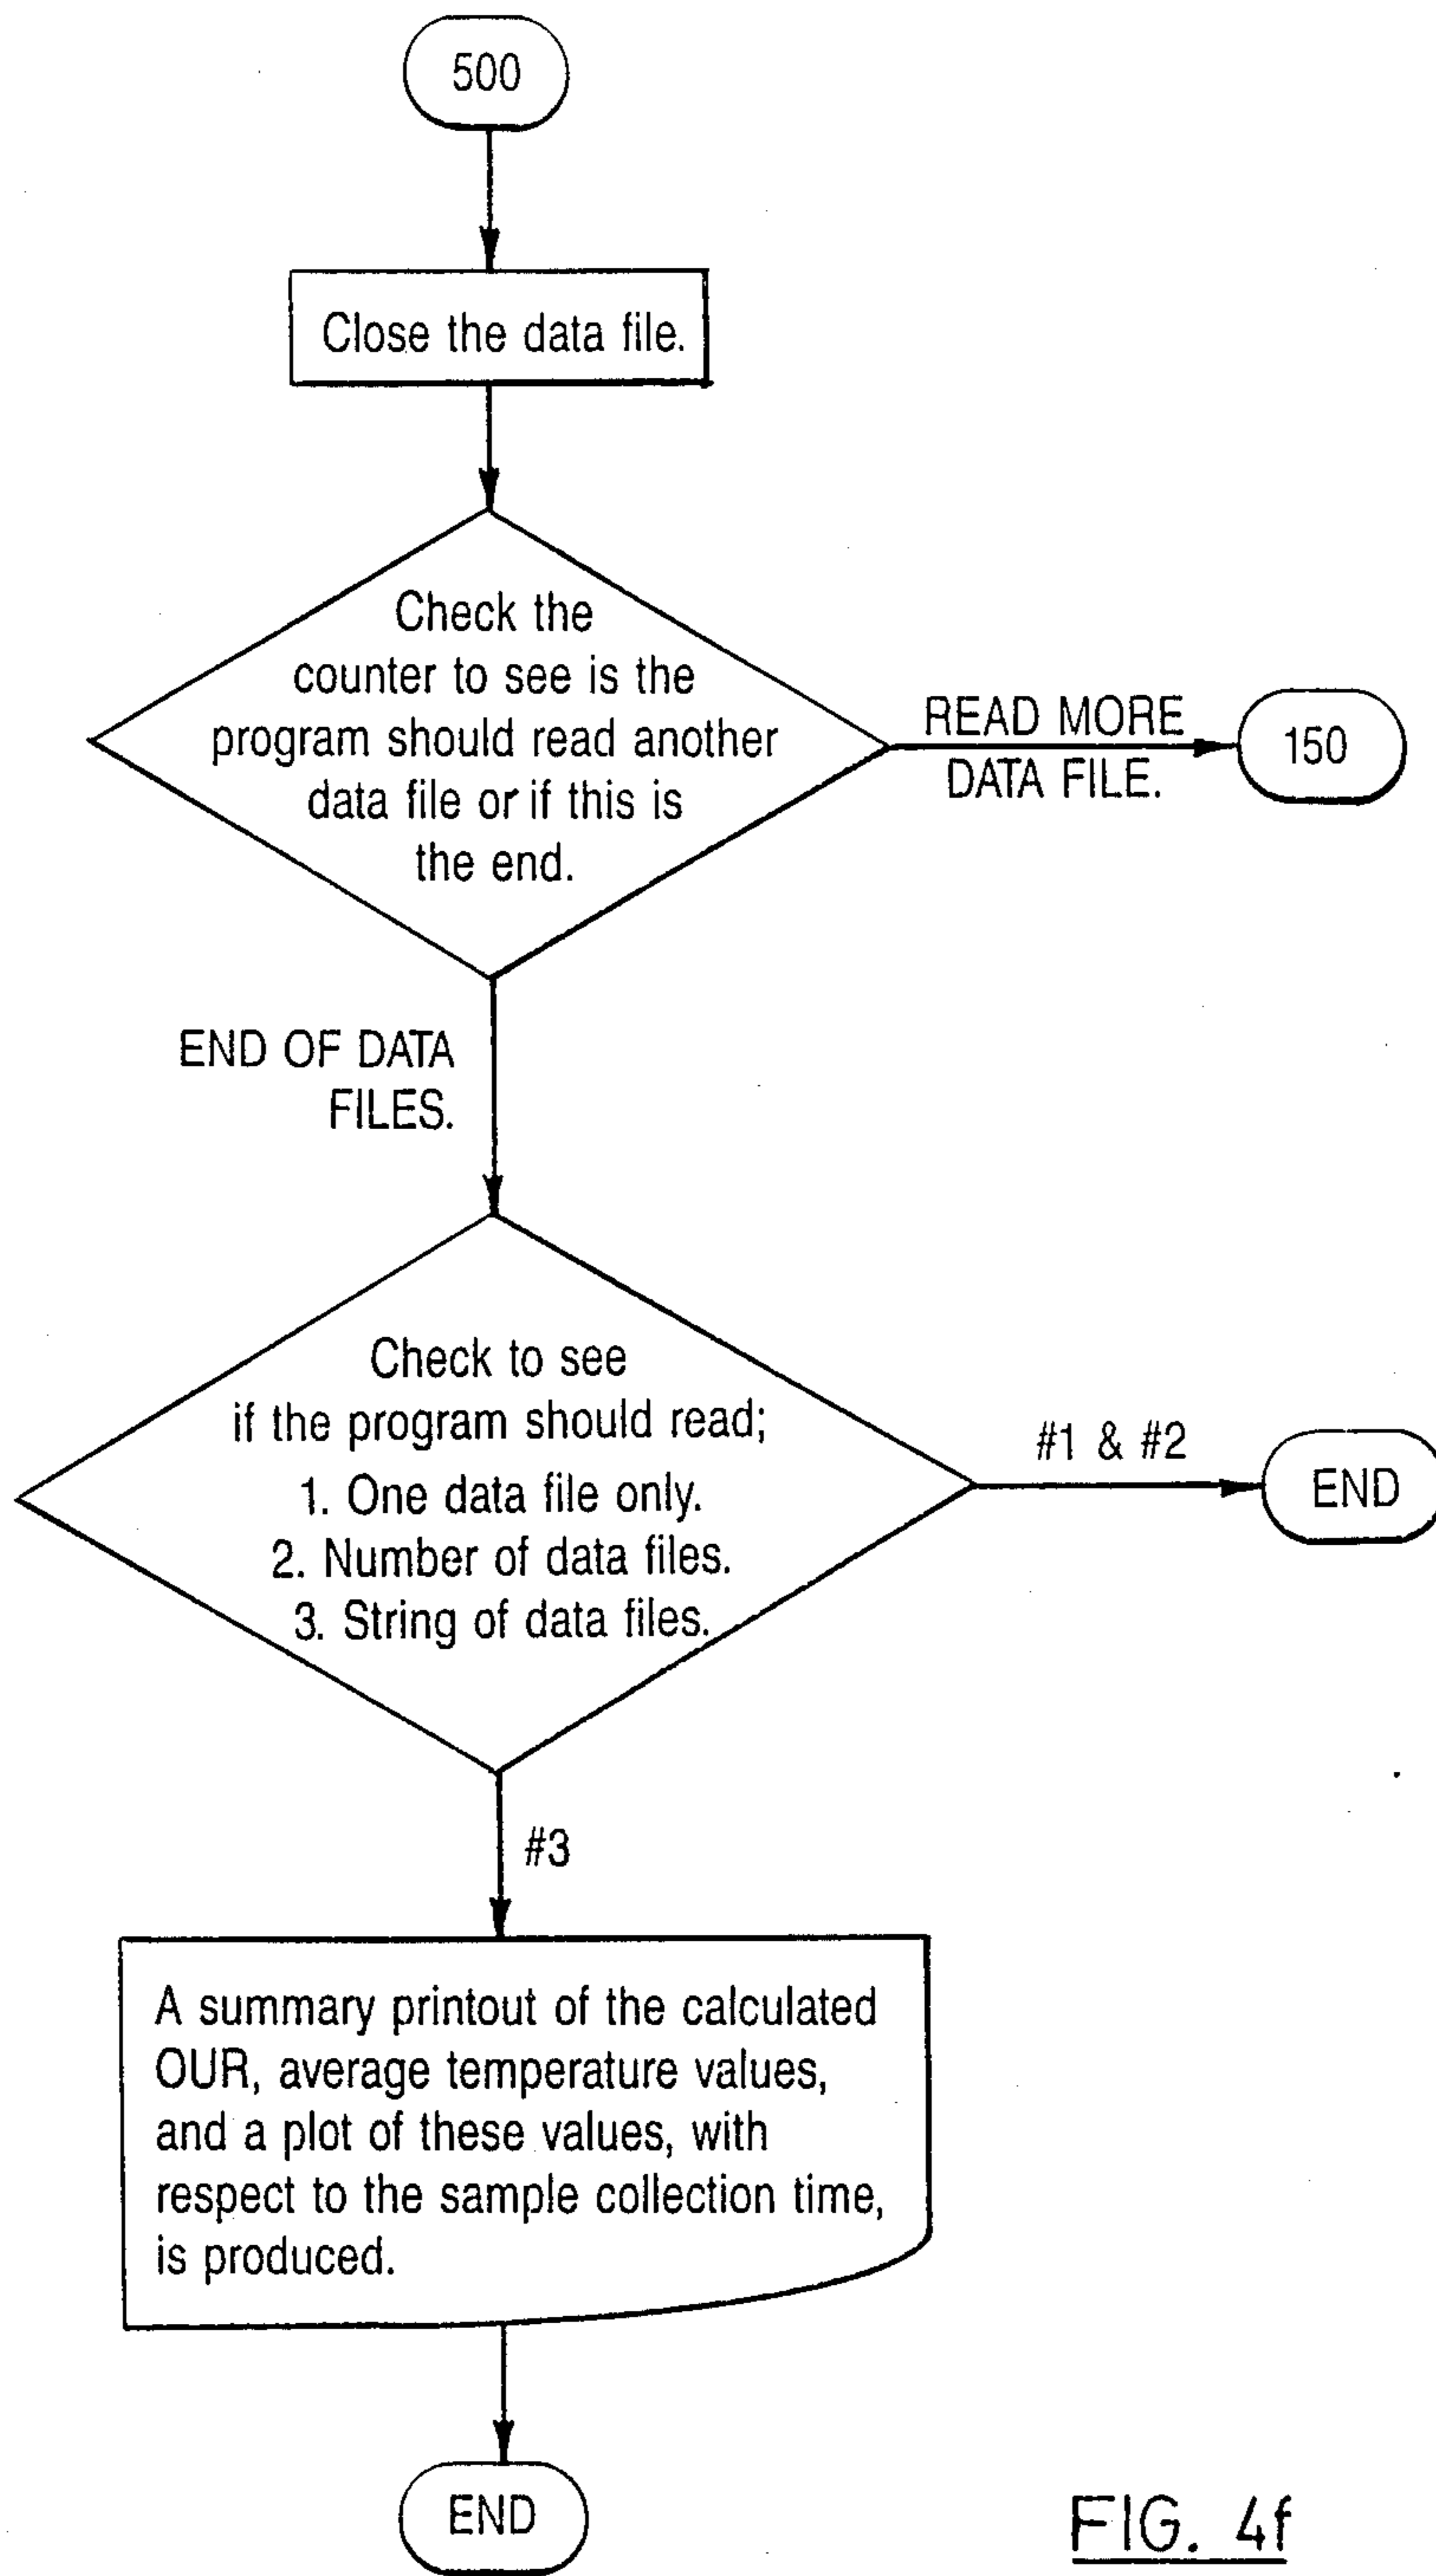 500
Close the data file.
Check the
counter to see is the
program should read another
data file or if this is
the end.
READ MORE
DATA FILE.
150
END OF DATA
FILES.
Check to see
if the program should read;
1. One data file only.
2. Number of data files.
3. String of data files.
#1 & #2
END
#3
A summary printout of the calculated
OUR, average temperature values,
and a plot of these values, with
respect to the sample collection time,
is produced.
END
FIG. 4f